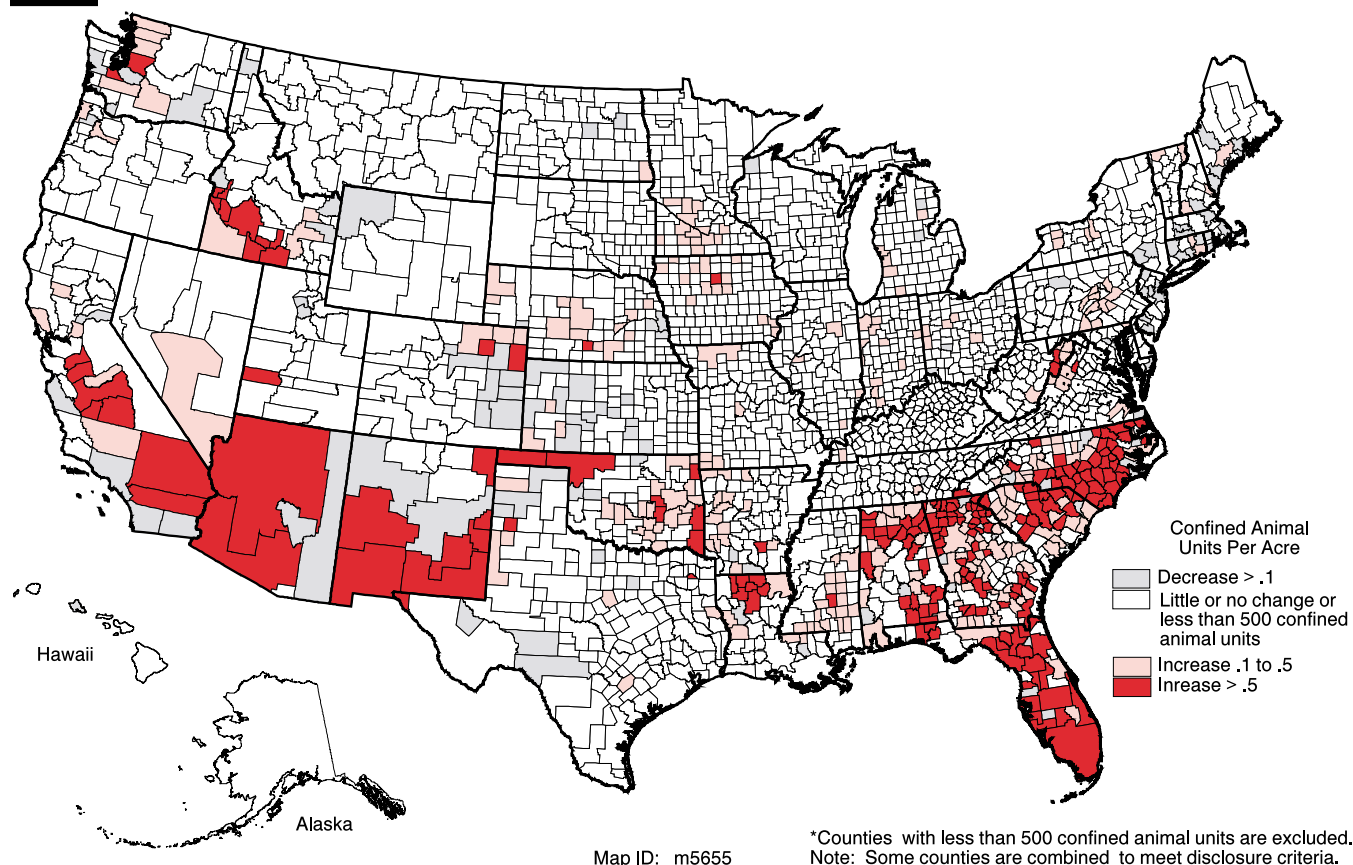 Confined Animal
Units Per Acre
Decrease > .1
Little or no change or
less than 500 confined
animal units
Increase .1 to .5
Inrease > .5
Hawaii
Alaska
Map ID: m5655
*Counties with less than 500 confined animal units are excluded.
Note: Some counties are combined to meet disclosure criteria.